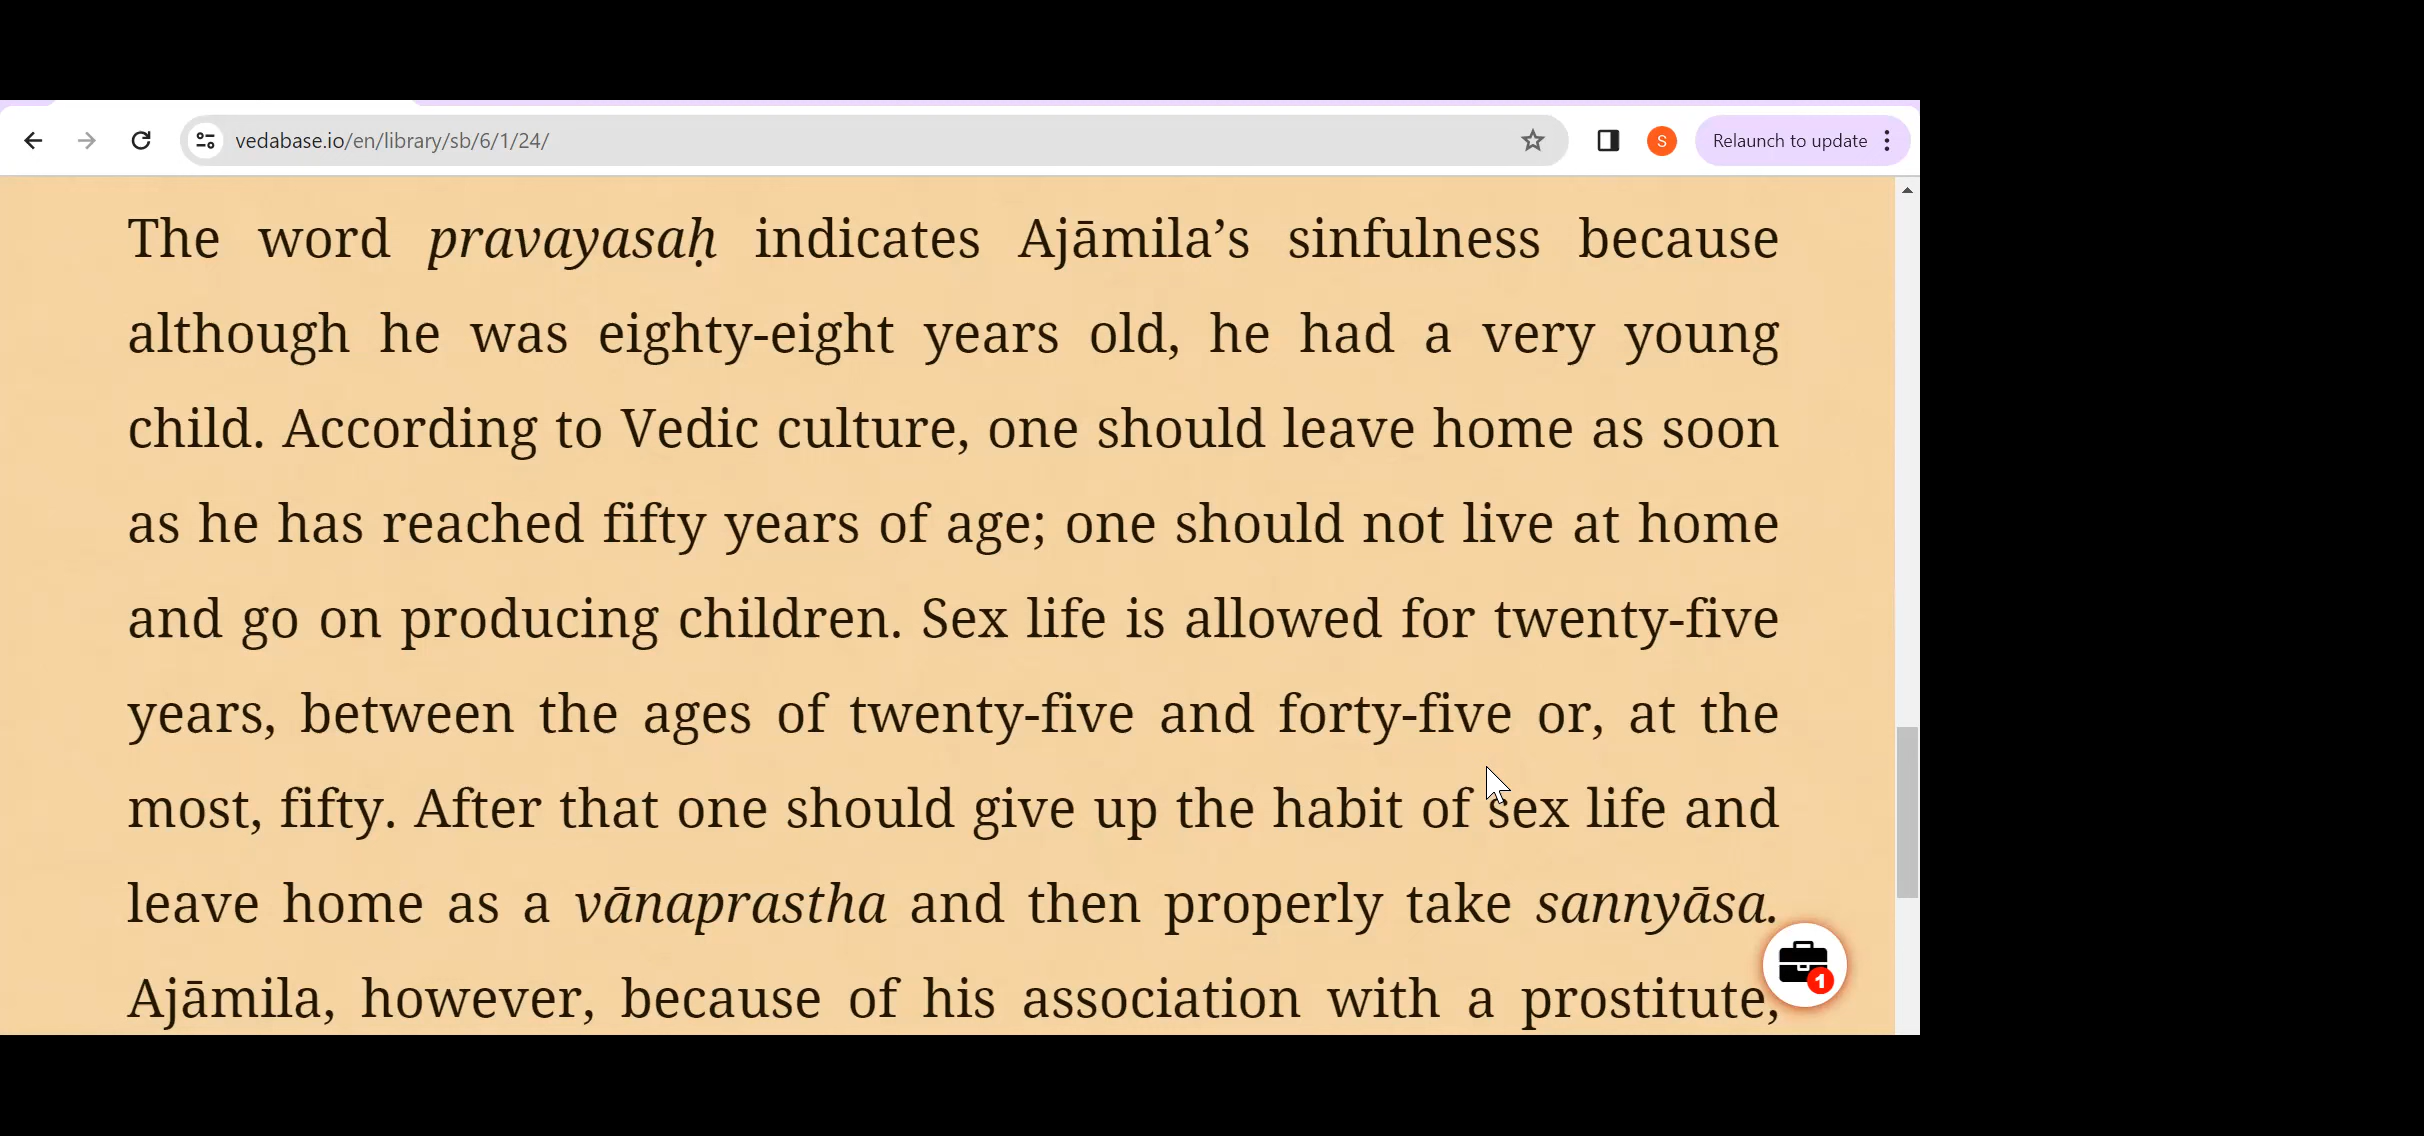 vedabase.io/en/library/sb/6/1/24/
S
Relaunch to update
The word pravayasaḥ indicates Ajāmila’s sinfulness because
although he was eighty-eight years old, he had a very young
child. According to Vedic culture, one should leave home as soon
as he has reached fifty years of age; one should not live at home
and go on producing children. Sex life is allowed for twenty-five
years, between the ages of twenty-five and forty-five or, at the
most, fifty. After that one should give up the habit of sex life and
leave home as a vānaprastha and then properly take sannyāsa.
Ajāmila, however, because of his association with a prostitute,
1